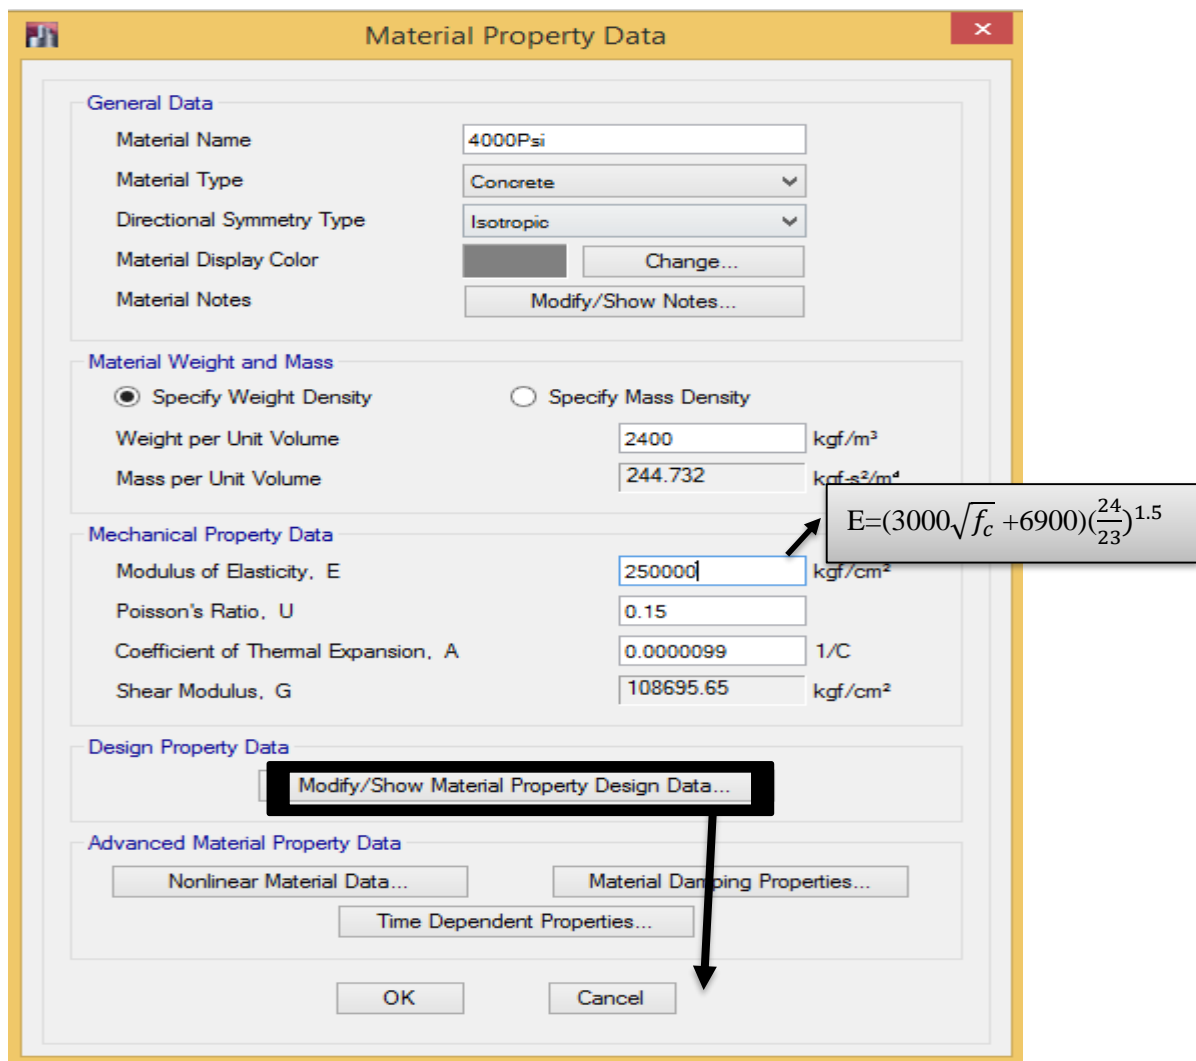 Material Property Data
General Data
Material Name 4000Psi
Material Type Concrete
Directional Symmetry Type Isotropic
Material Display Color Change...
Material Notes Modify/Show Notes...
Material Weight and Mass
Specify Weight Density Specify Mass Density
Weight per Unit Volume 2400 kgf/m³
Mass per Unit Volume 244.732 kgf-s²/m⁴
E=(3000√f_c +6900)(24/23)^1.5
Mechanical Property Data
Modulus of Elasticity, E 250000 kgf/cm²
Poisson's Ratio, U 0.15
Coefficient of Thermal Expansion, A 0.0000099 1/C
Shear Modulus, G 108695.65 kgf/cm²
Design Property Data
Modify/Show Material Property Design Data...
Advanced Material Property Data
Nonlinear Material Data... Material Damping Properties...
Time Dependent Properties...
OK Cancel